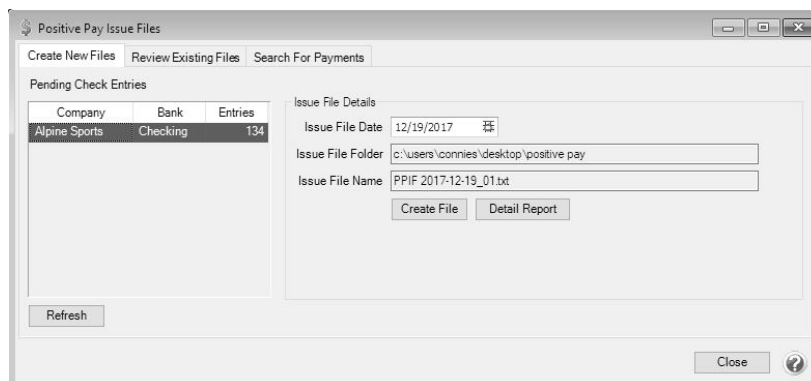 Positive Pay Issue Files
Create New Files Review Existing Files Search For Payments
Pending Check Entries
Company Bank Entries
Alpine Sports Checking 134
Issue File Details
Issue File Date 12/19/2017
Issue File Folder c:\users\connies\desktop\positive pay
Issue File Name PPIF 2017-12-19_01.txt
Create File Detail Report
Refresh
Close ?